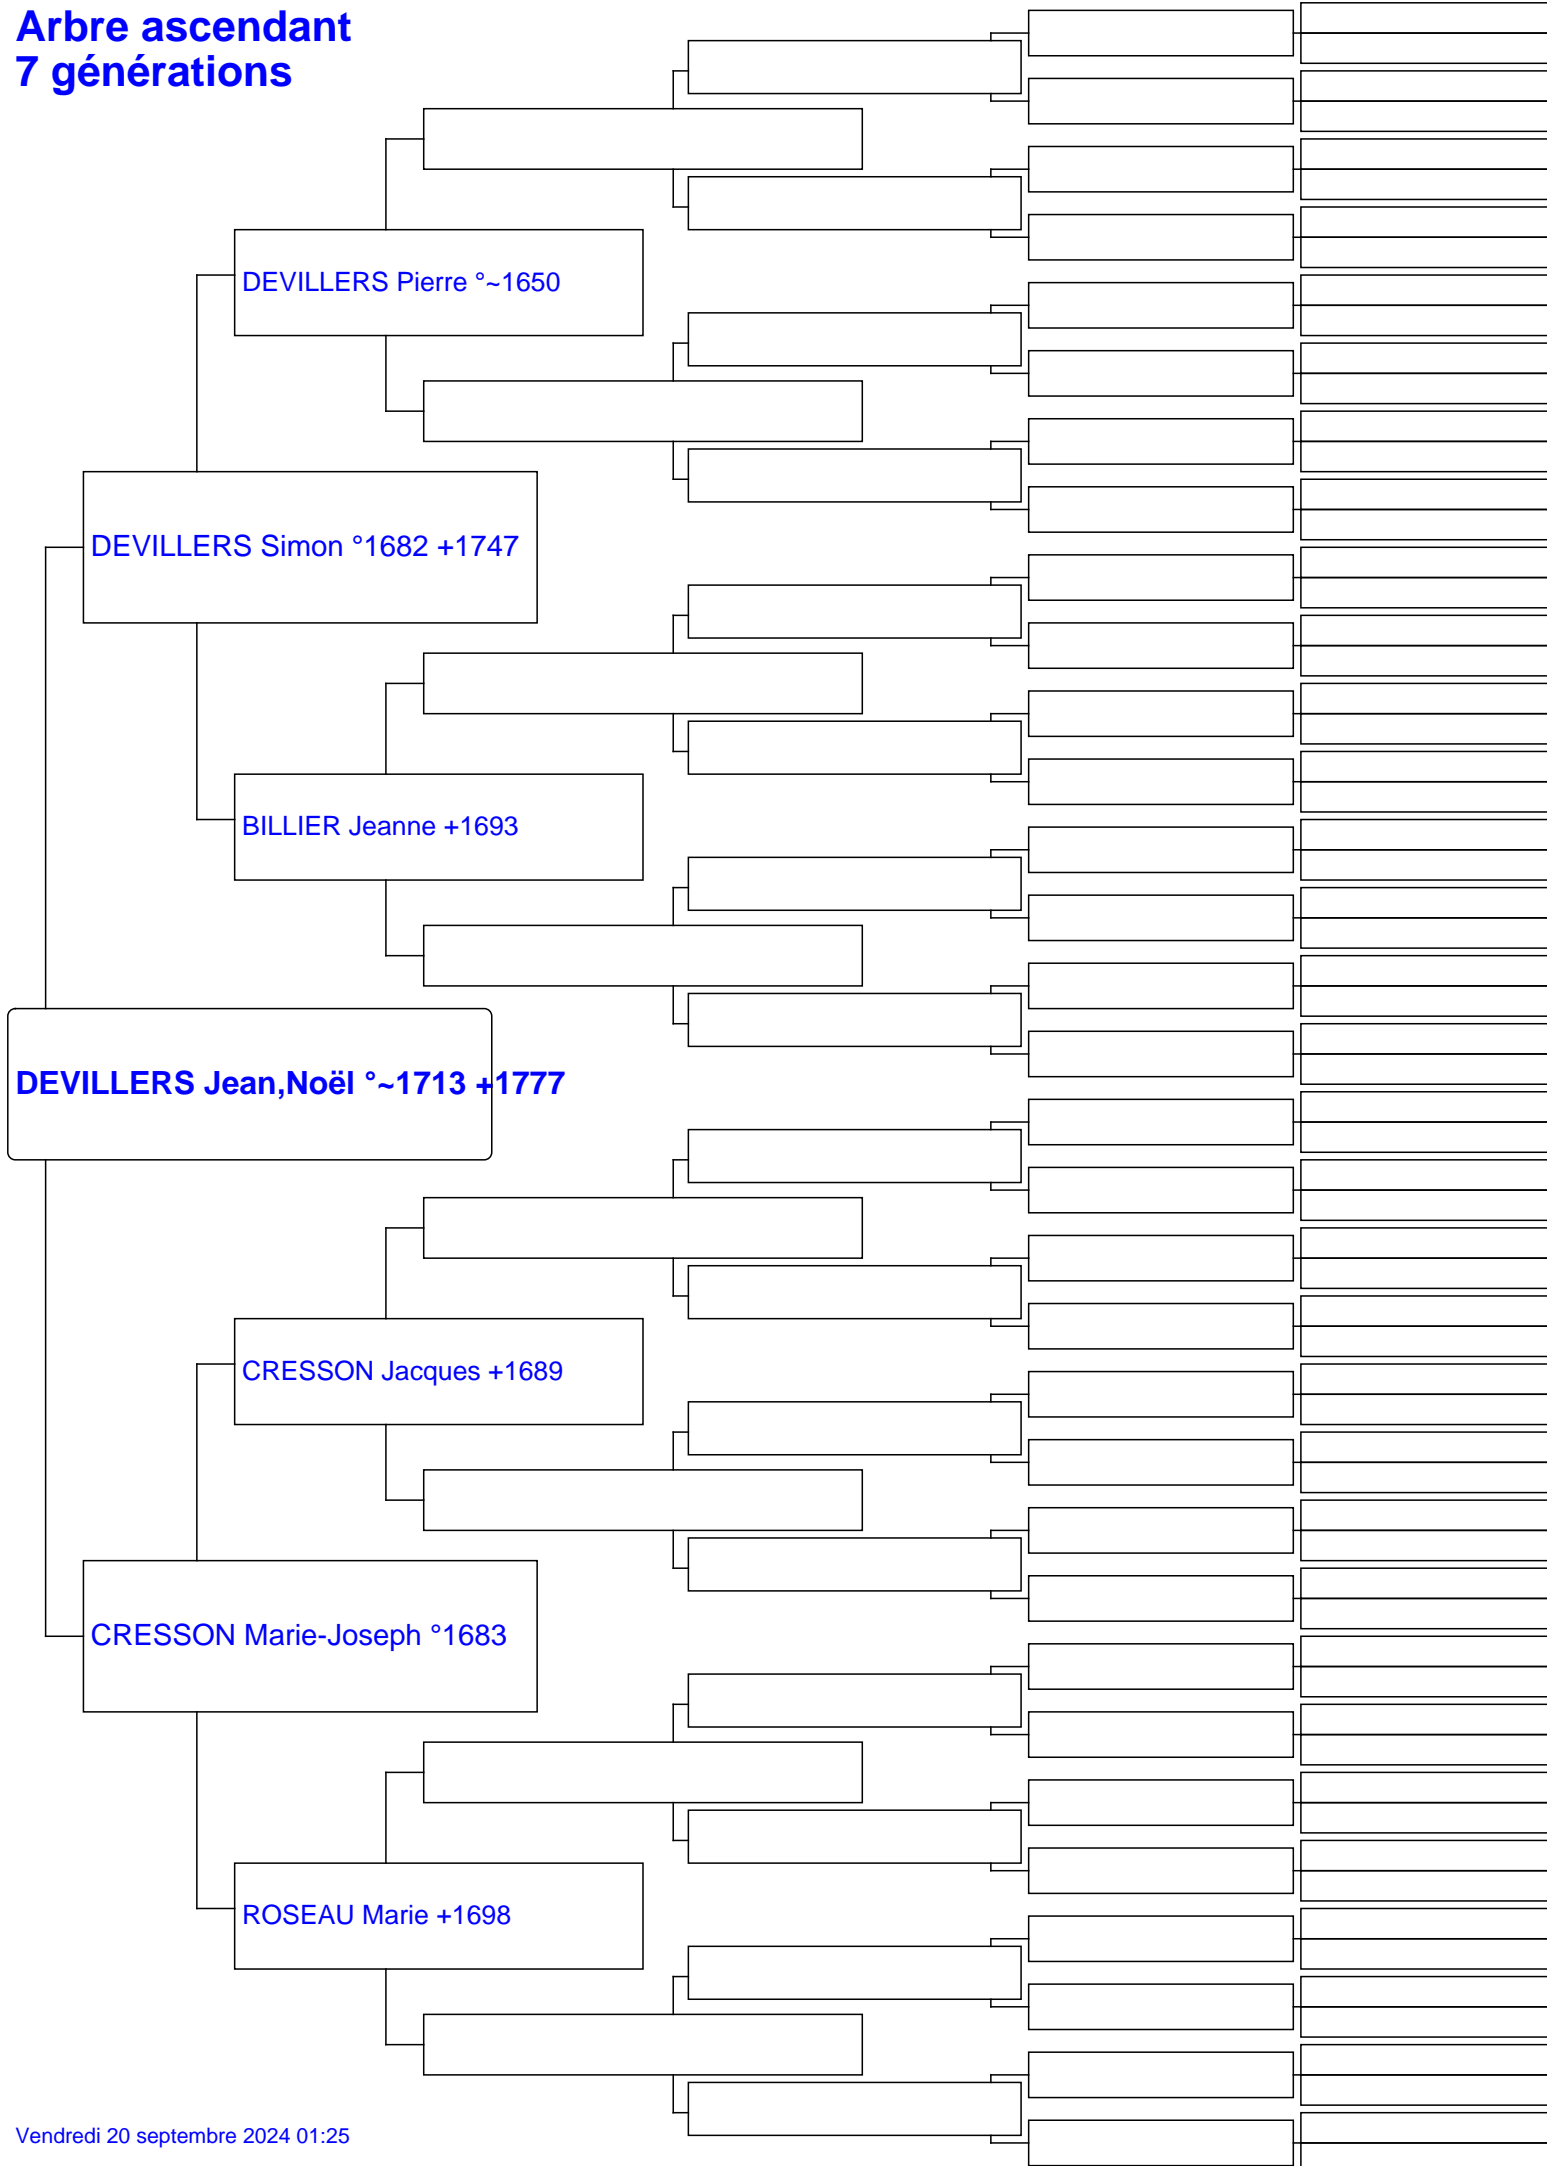 Arbre ascendant
7 générations
DEVILLERS Pierre °~1650
DEVILLERS Simon °1682 +1747
BILLIER Jeanne +1693
DEVILLERS Jean,Noël °~1713 +1777
CRESSON Jacques +1689
CRESSON Marie-Joseph °1683
ROSEAU Marie +1698
Vendredi 20 septembre 2024 01:25